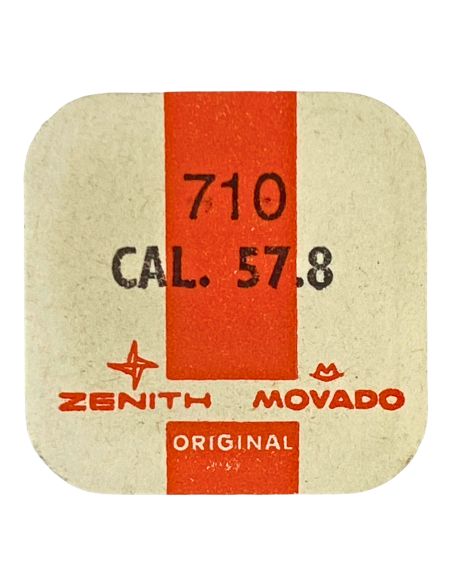 710
CAL. 57.8
ZENITH MOVADO
ORIGINAL